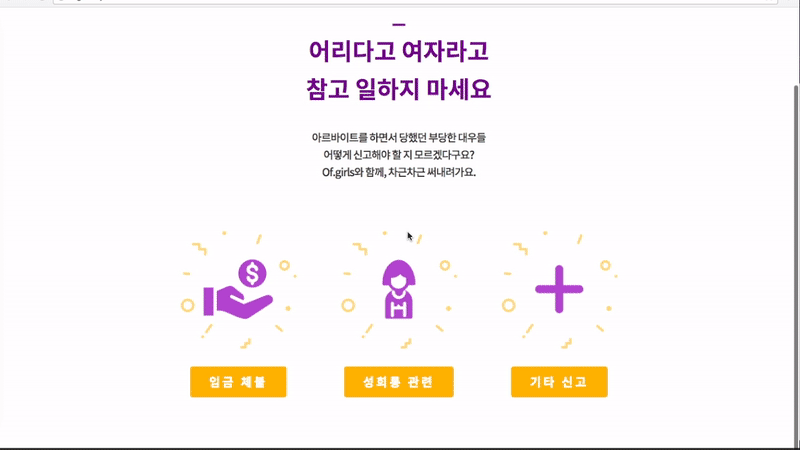 어리다고 여자라고
참고 일하지 마세요
아르바이트를 하면서 당했던 부당한 대우들
어떻게 신고해야 할 지 모르겠다구요?
Of.girls와 함께, 차근차근 써내려가요.
임금 체불
성희롱 관련
기타 신고